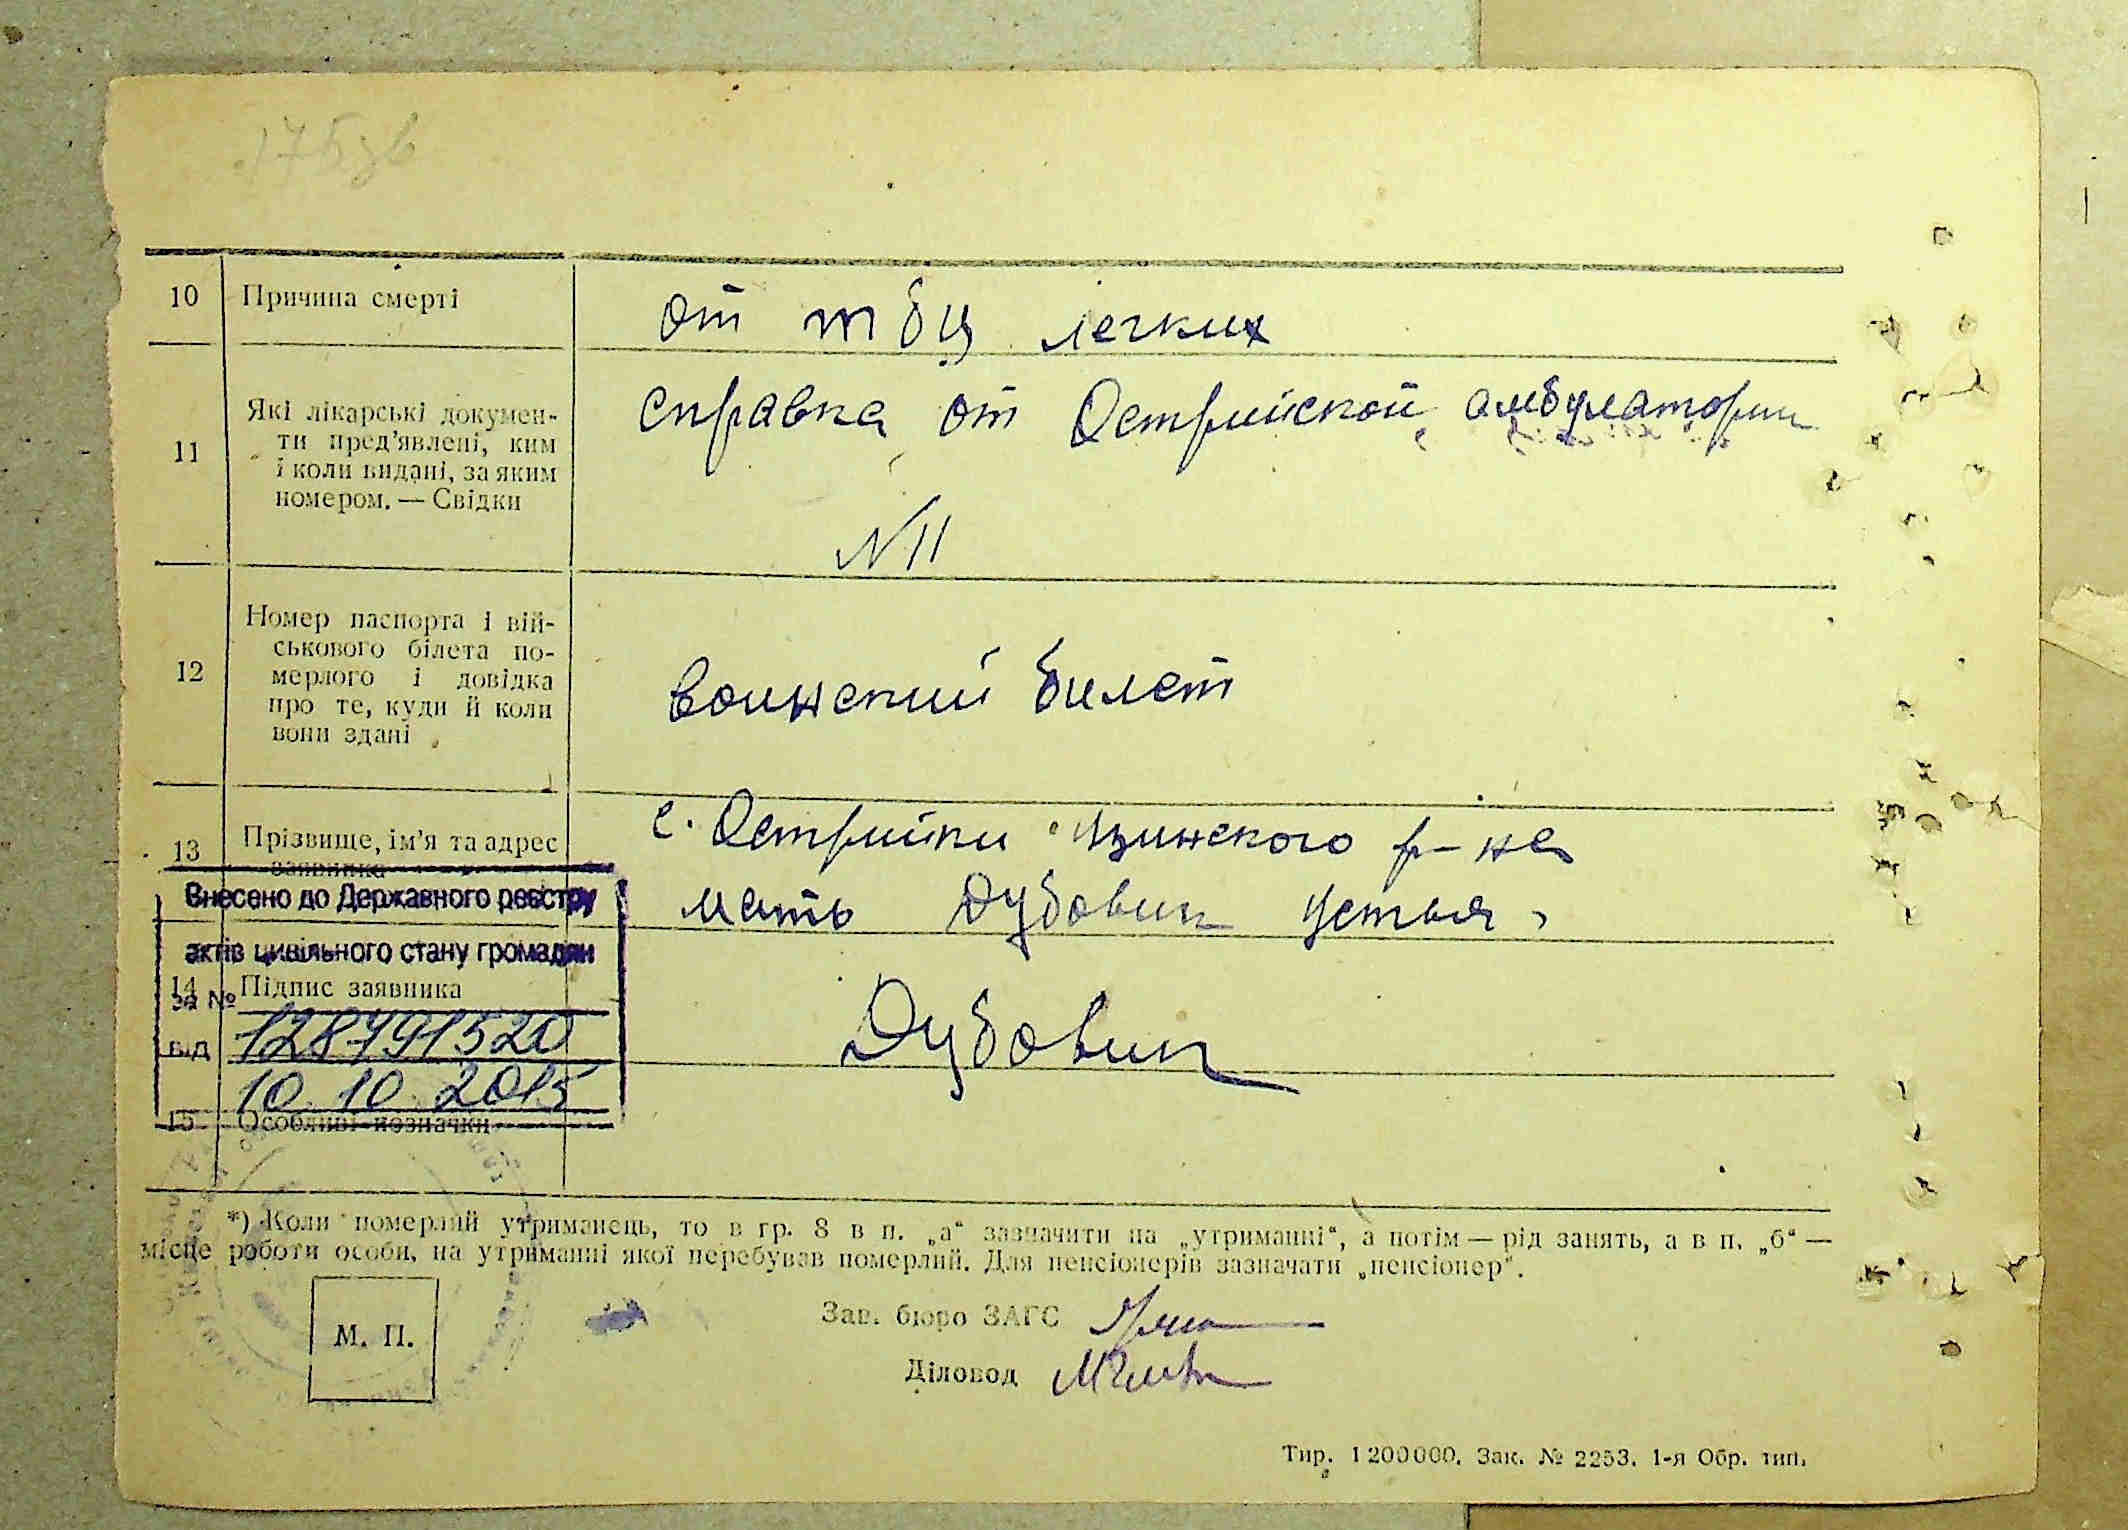 175зв
10 Причина смерті
от тбц легких
11 Які лікарські докумен-
ти пред'явлені, ким
і коли видані, за яким
номером. — Свідки
справка от Острийской амбулатории
N 11
12 Номер паспорта і вій-
ськового білета по-
мерлого і довідка
про те, куди й коли
вони здані
воинский билет
13 Прізвище, ім'я та адрес
заявника
с. Острийки Узинского р-на
мать Дубовик Устья,
Внесено до Державного реєстру
актів цивільного стану громадян
за №
128791520
від
10.10.2015
14 Підпис заявника
Дубовик
15 Особливі позначки
*) Коли померлий утриманець, то в гр. 8 в п. „а“ зазначити на „утриманні“, а потім — рід занять, а в п. „б“ —
місце роботи особи, на утриманні якої перебував померлий. Для пенсіонерів зазначати „пенсіонер“.
М. П.
Зав. бюро ЗАГС
Діловод
Тир. 1200000. Зак. № 2253. 1-я Обр. тип.